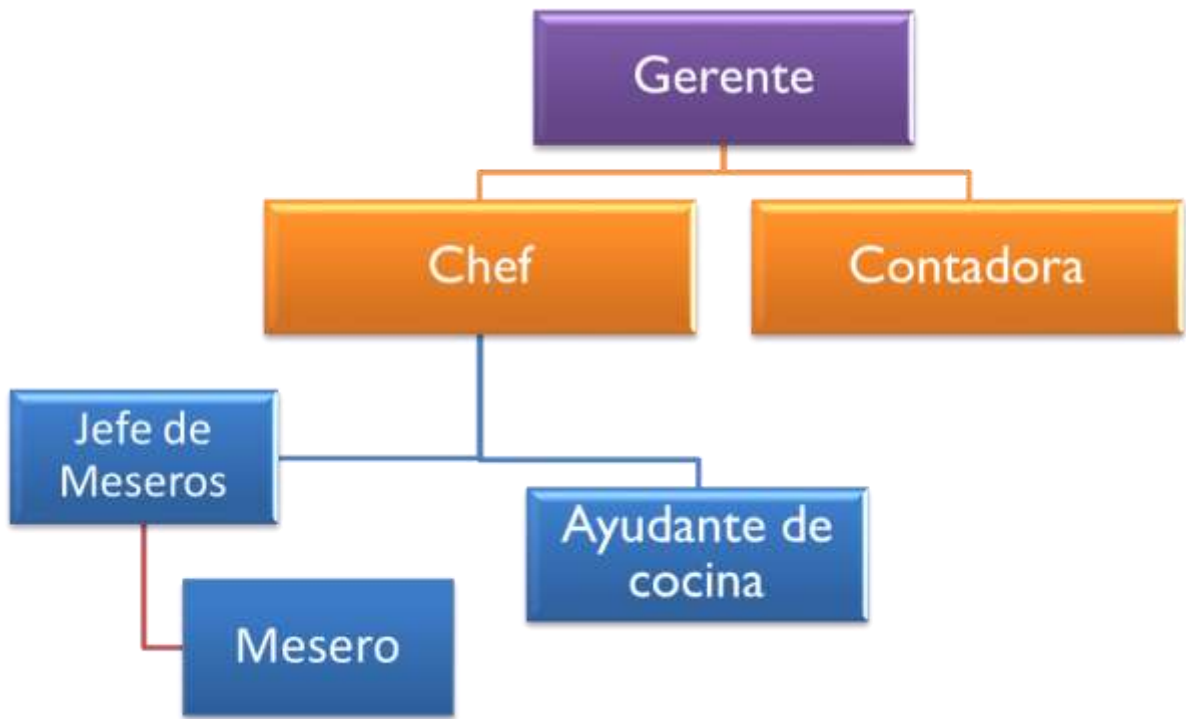 Gerente
Chef
Contadora
Jefe de
Meseros
Ayudante de
cocina
Mesero